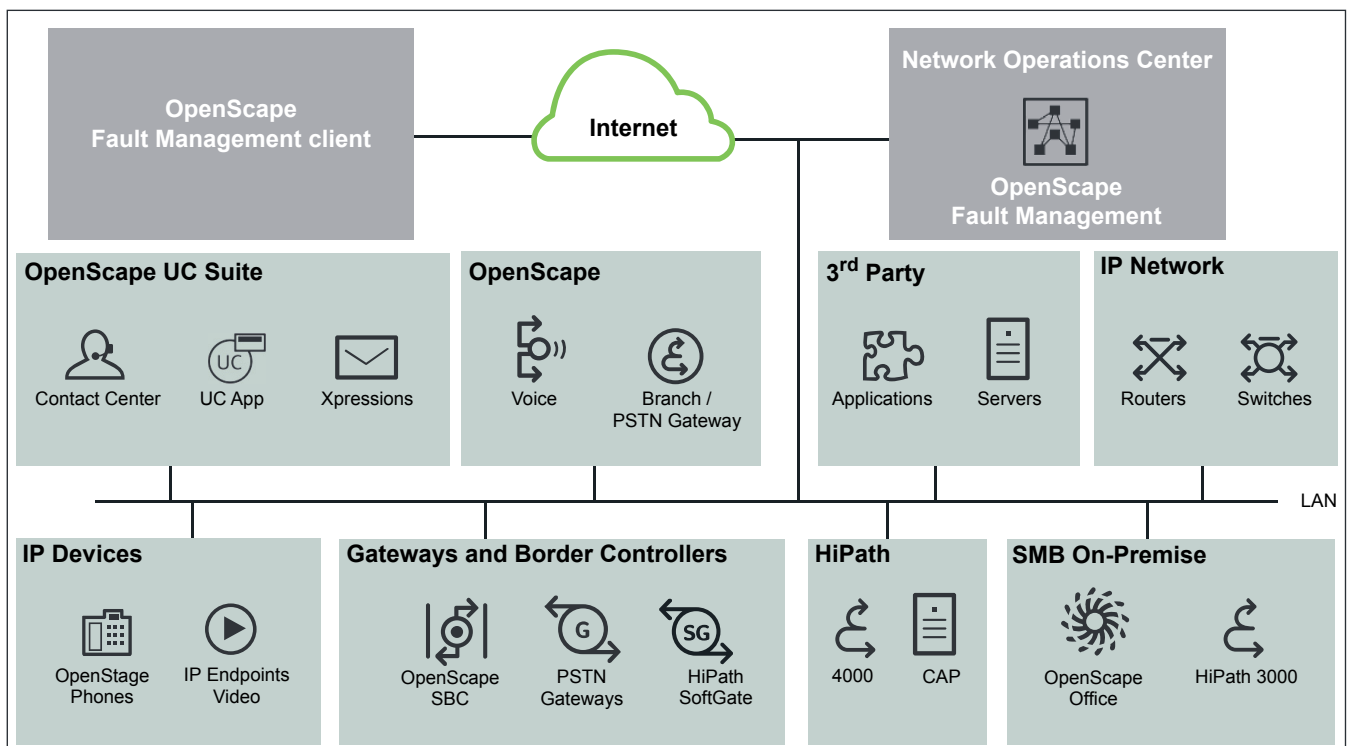 OpenScape
Fault Management client
Internet
Network Operations Center
OpenScape
Fault Management
OpenScape UC Suite
Contact Center
UC
UC App
Xpressions
OpenScape
Voice
Branch /
PSTN Gateway
3rd Party
Applications
Servers
IP Network
Routers
Switches
LAN
IP Devices
OpenStage
Phones
IP Endpoints
Video
Gateways and Border Controllers
OpenScape
SBC
G
PSTN
Gateways
SG
HiPath
SoftGate
HiPath
4000
CAP
SMB On-Premise
OpenScape
Office
HiPath 3000